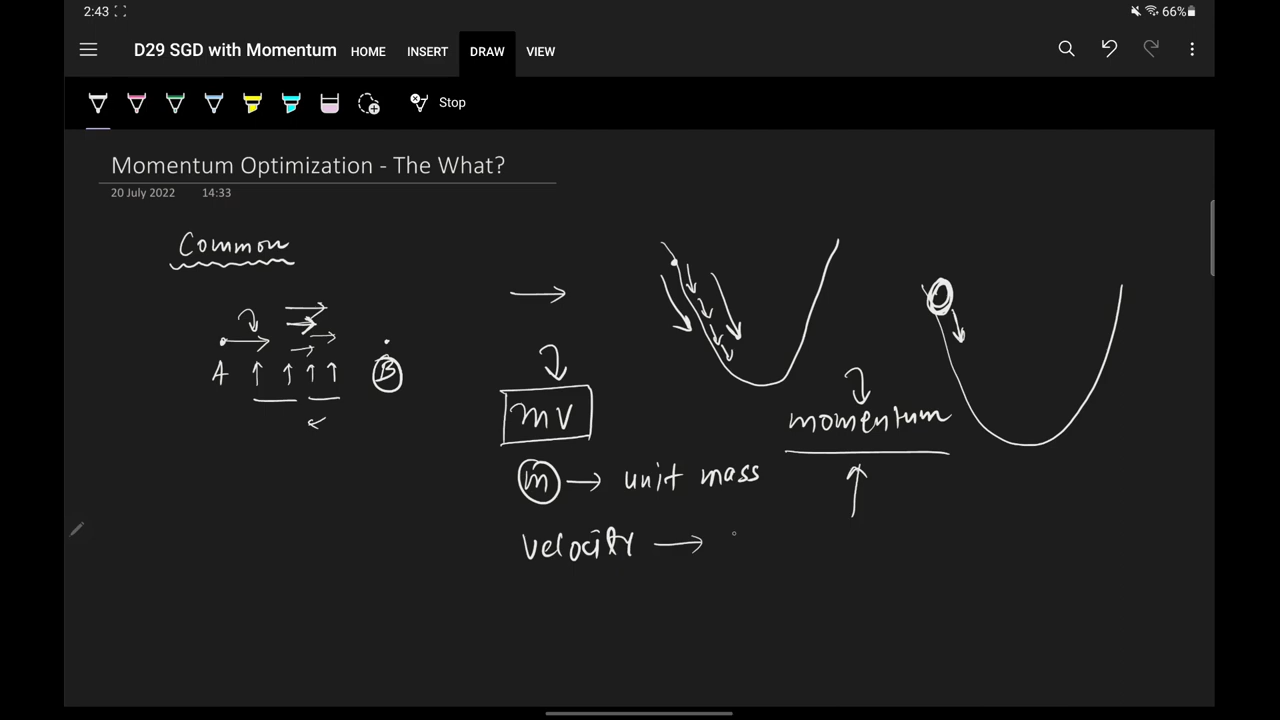 2:43 66%
D29 SGD with Momentum HOME INSERT DRAW VIEW
Stop
Momentum Optimization - The What?
20 July 2022 14:33
Common
A B
mv
momentum
m → unit mass
velocity →